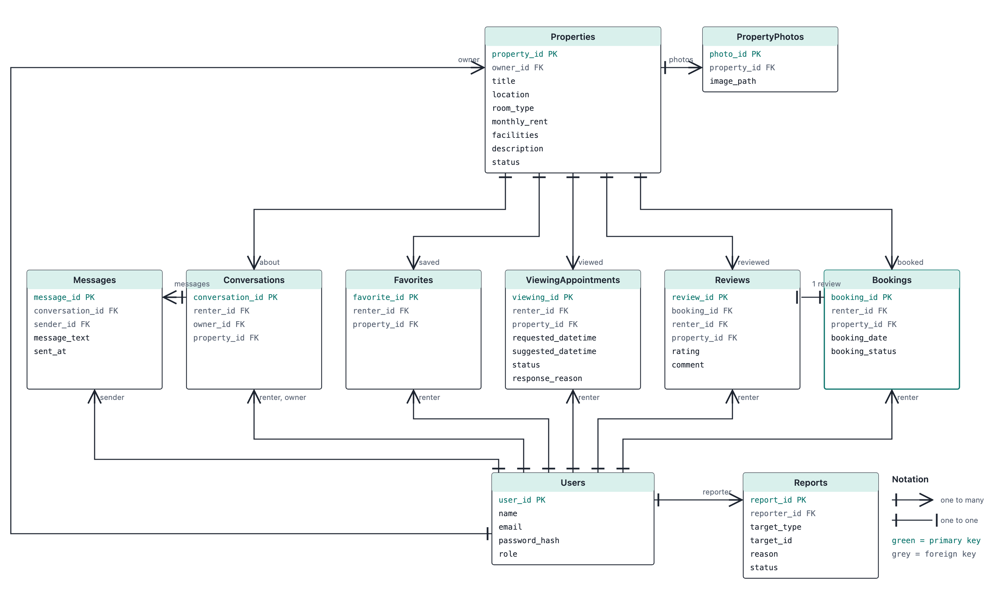 Properties
property_id PK
owner_id FK
title
location
room_type
monthly_rent
facilities
description
status
owner
photos
PropertyPhotos
photo_id PK
property_id FK
image_path
about
saved
viewed
reviewed
booked
Messages
message_id PK
conversation_id FK
sender_id FK
message_text
sent_at
messages
Conversations
conversation_id PK
renter_id FK
owner_id FK
property_id FK
Favorites
favorite_id PK
renter_id FK
property_id FK
ViewingAppointments
viewing_id PK
renter_id FK
property_id FK
requested_datetime
suggested_datetime
status
response_reason
Reviews
review_id PK
booking_id FK
renter_id FK
property_id FK
rating
comment
1 review
Bookings
booking_id PK
renter_id FK
property_id FK
booking_date
booking_status
sender
renter, owner
renter
renter
renter
renter
Users
user_id PK
name
email
password_hash
role
reporter
Reports
report_id PK
reporter_id FK
target_type
target_id
reason
status
Notation
one to many
one to one
green = primary key
grey = foreign key